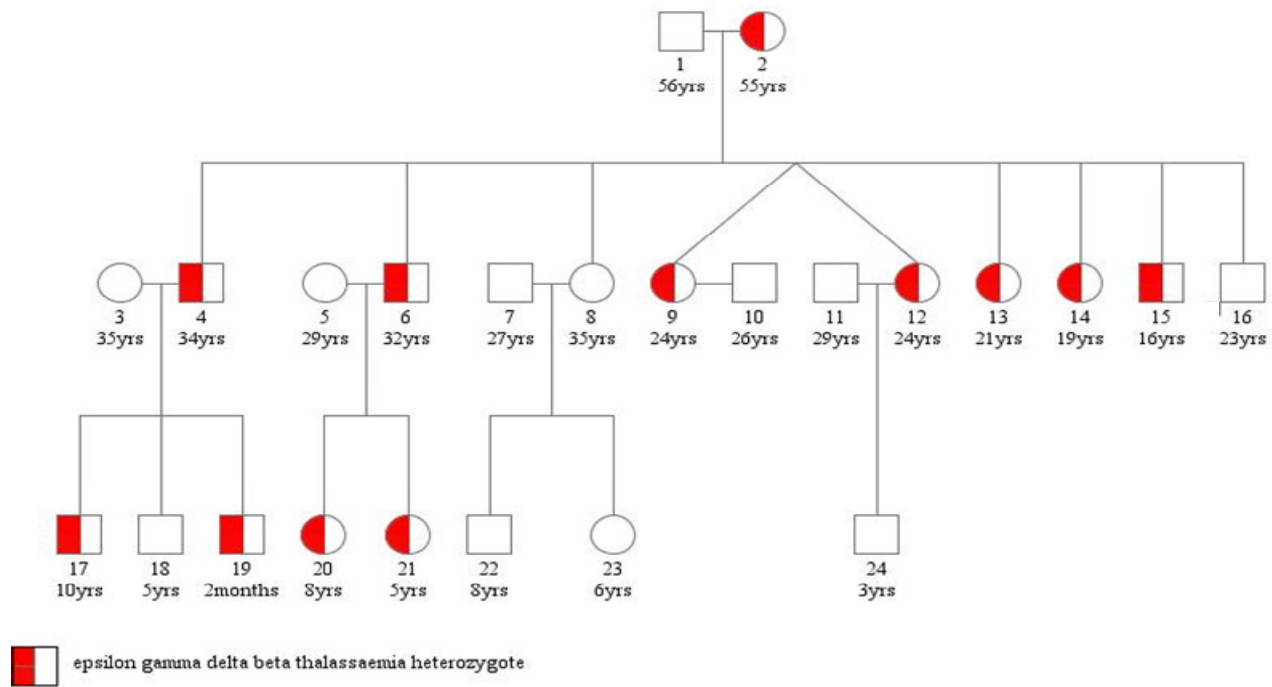 1 2
56yrs 55yrs
3 4 5 6 7 8 9 10 11 12 13 14 15 16
35yrs 34yrs 29yrs 32yrs 27yrs 35yrs 24yrs 26yrs 29yrs 24yrs 21yrs 19yrs 16yrs 23yrs
17 18 19 20 21 22 23 24
10yrs 5yrs 2months 8yrs 5yrs 8yrs 6yrs 3yrs
epsilon gamma delta beta thalassaemia heterozygote